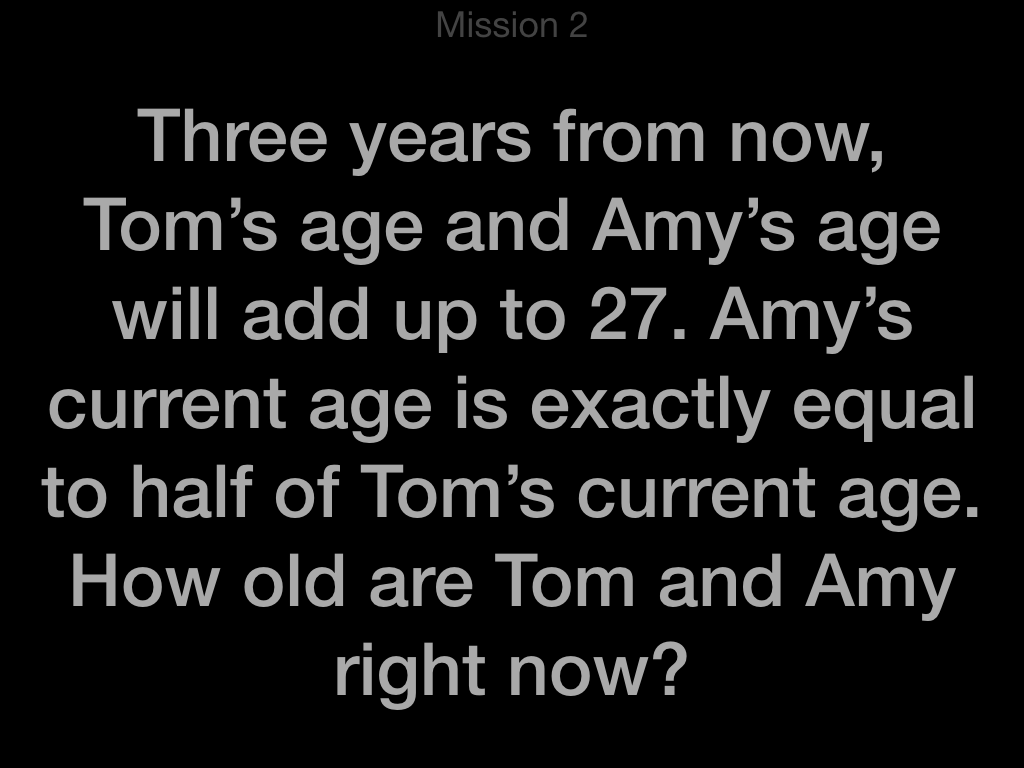 Mission 2
Three years from now,
Tom’s age and Amy’s age
will add up to 27. Amy’s
current age is exactly equal
to half of Tom’s current age.
How old are Tom and Amy
right now?